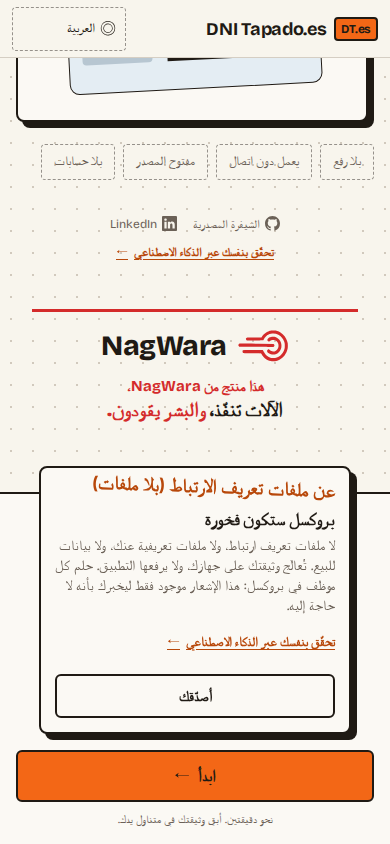 DT.es DNI Tapado.es العربية
بلا رفع يعمل دون اتصال مفتوح المصدر بلا حسابات
الشيفرة المصدرية LinkedIn
تحقّق بنفسك عبر الذكاء الاصطناعي ←
NagWara
هذا منتج من NagWara،
الآلات تنفّذ، والبشر يقودون.
عن ملفات تعريف الارتباط (بلا ملفات)
بروكسل ستكون فخورة
لا ملفات تعريف ارتباط. ولا ملفات تعريفية عنك. ولا بيانات
للبيع. تُعالَج وثيقتك على جهازك. ولا يرفعها التطبيق. حلم كل
موظف في بروكسل: هذا الإشعار موجود فقط ليخبرك بأنه لا
حاجة إليه.
تحقّق بنفسك عبر الذكاء الاصطناعي ←
أصدّقك
ابدأ ←
نحو دقيقتين. أبقِ وثيقتك في متناول يدك.